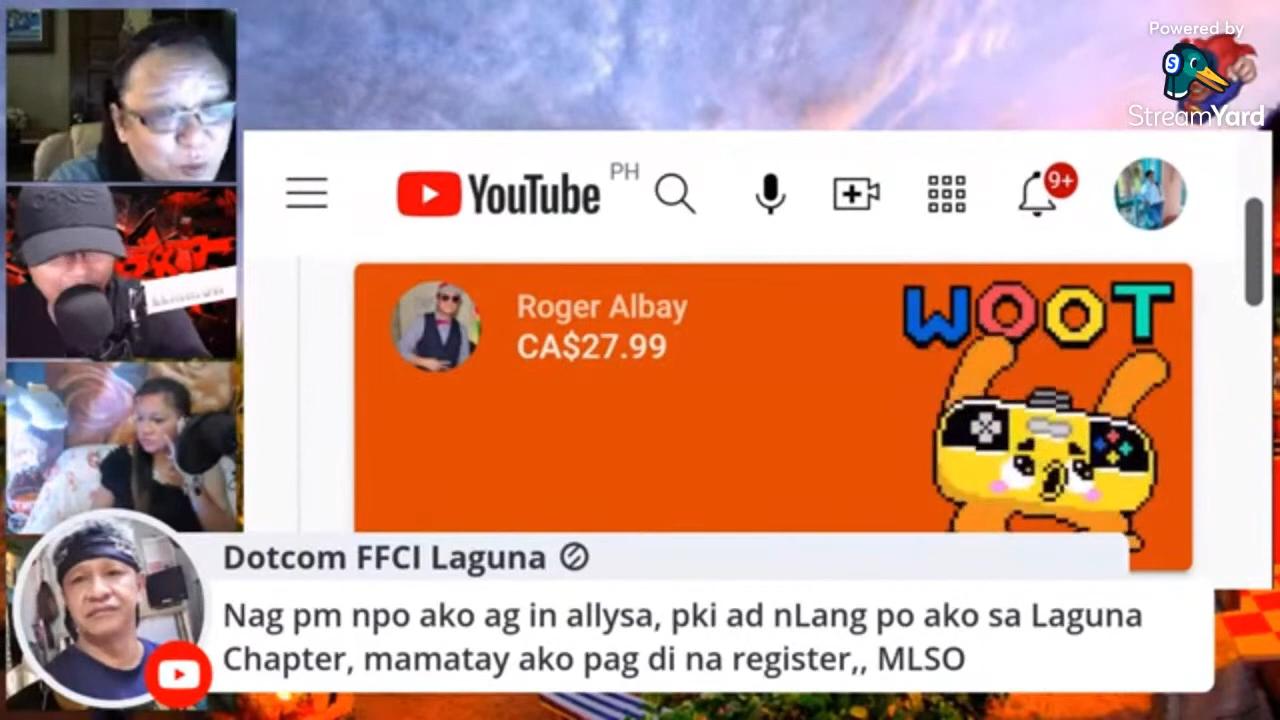 Powered by
StreamYard
YouTube PH
9+
Roger Albay
CA$27.99
WOOT
Dotcom FFCI Laguna
Nag pm npo ako ag in allysa, pki ad nLang po ako sa Laguna
Chapter, mamatay ako pag di na register,, MLSO